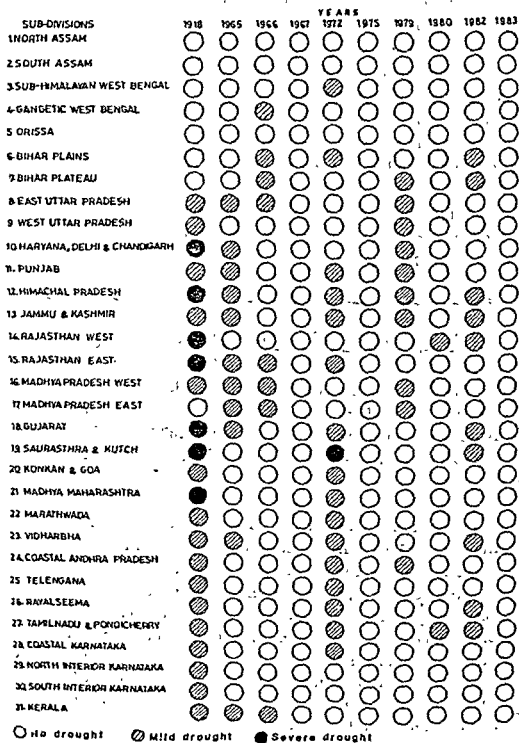 YEARS
SUB-DIVISIONS 1918 1965 1966 1967 1972 1975 1979 1980 1982 1983
1. NORTH ASSAM
2. SOUTH ASSAM
3. SUB-HIMALAYAN WEST BENGAL
4. GANGETIC WEST BENGAL
5 ORISSA
6. BIHAR PLAINS
7. BIHAR PLATEAU
8. EAST UTTAR PRADESH
9 WEST UTTAR PRADESH
10. HARYANA, DELHI & CHANDIGARH
11. PUNJAB
12. HIMACHAL PRADESH
13 JAMMU & KASHMIR
14. RAJASTHAN WEST
15. RAJASTHAN EAST
16. MADHYA PRADESH WEST
17 MADHYA PRADESH EAST
18. GUJARAT
19. SAURASTHRA & KUTCH
20. KONKAN & GOA
21 MADHYA MAHARASHTRA
22 MARATHWADA
23. VIDHARBHA
24. COASTAL ANDHRA PRADESH
25 TELENGANA
26. RAYALSEEMA
27. TAMILNADU & PONDICHERRY
28. COASTAL KARNATAKA
29. NORTH INTERIOR KARNATAKA
30. SOUTH INTERIOR KARNATAKA
31. KERALA
No drought Mild drought Severe drought